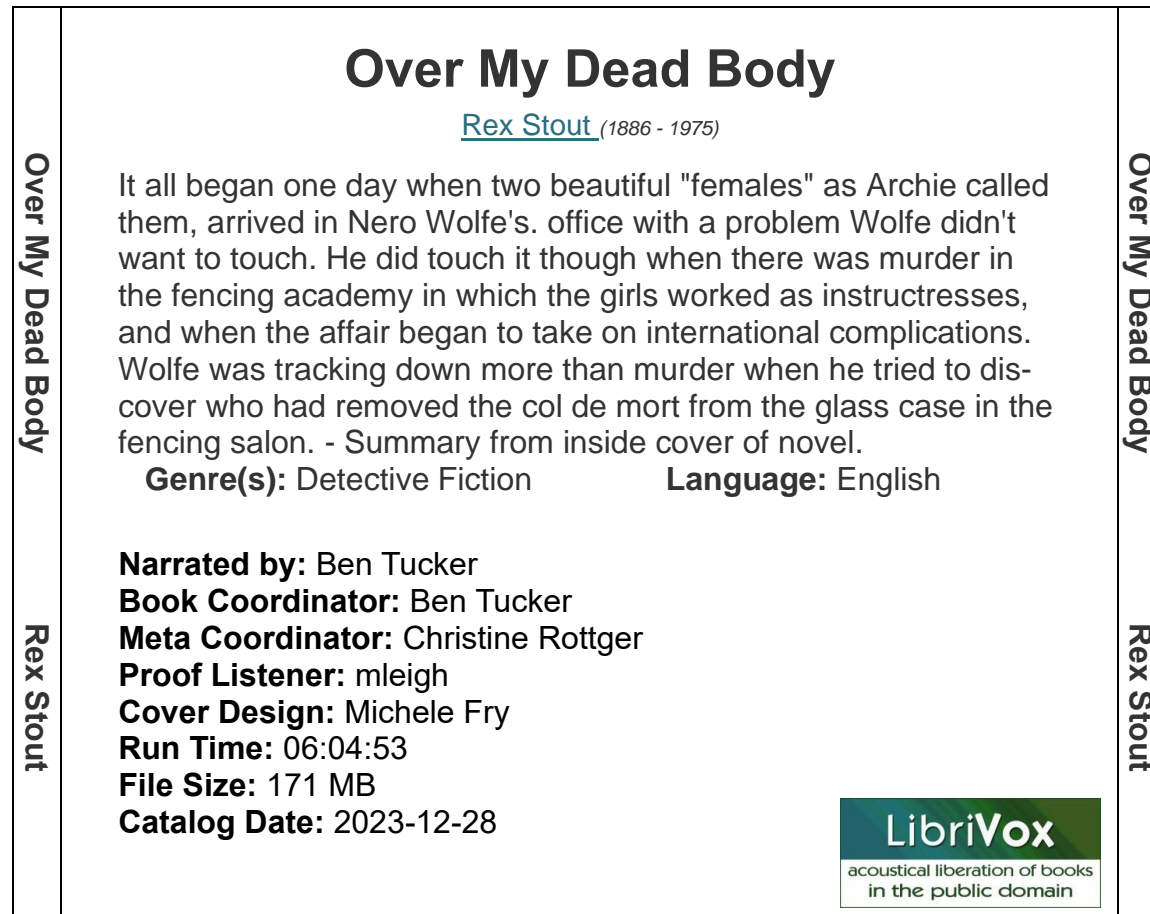 Over My Dead Body
Rex Stout (1886 - 1975)
It all began one day when two beautiful "females" as Archie called
them, arrived in Nero Wolfe's. office with a problem Wolfe didn't
want to touch. He did touch it though when there was murder in
the fencing academy in which the girls worked as instructresses,
and when the affair began to take on international complications.
Wolfe was tracking down more than murder when he tried to dis-
cover who had removed the col de mort from the glass case in the
fencing salon. - Summary from inside cover of novel.
Genre(s): Detective Fiction Language: English
Narrated by: Ben Tucker
Book Coordinator: Ben Tucker
Meta Coordinator: Christine Rottger
Proof Listener: mleigh
Cover Design: Michele Fry
Run Time: 06:04:53
File Size: 171 MB
Catalog Date: 2023-12-28
LibriVox
acoustical liberation of books
in the public domain
Over My Dead Body
Rex Stout
Over My Dead Body
Rex Stout